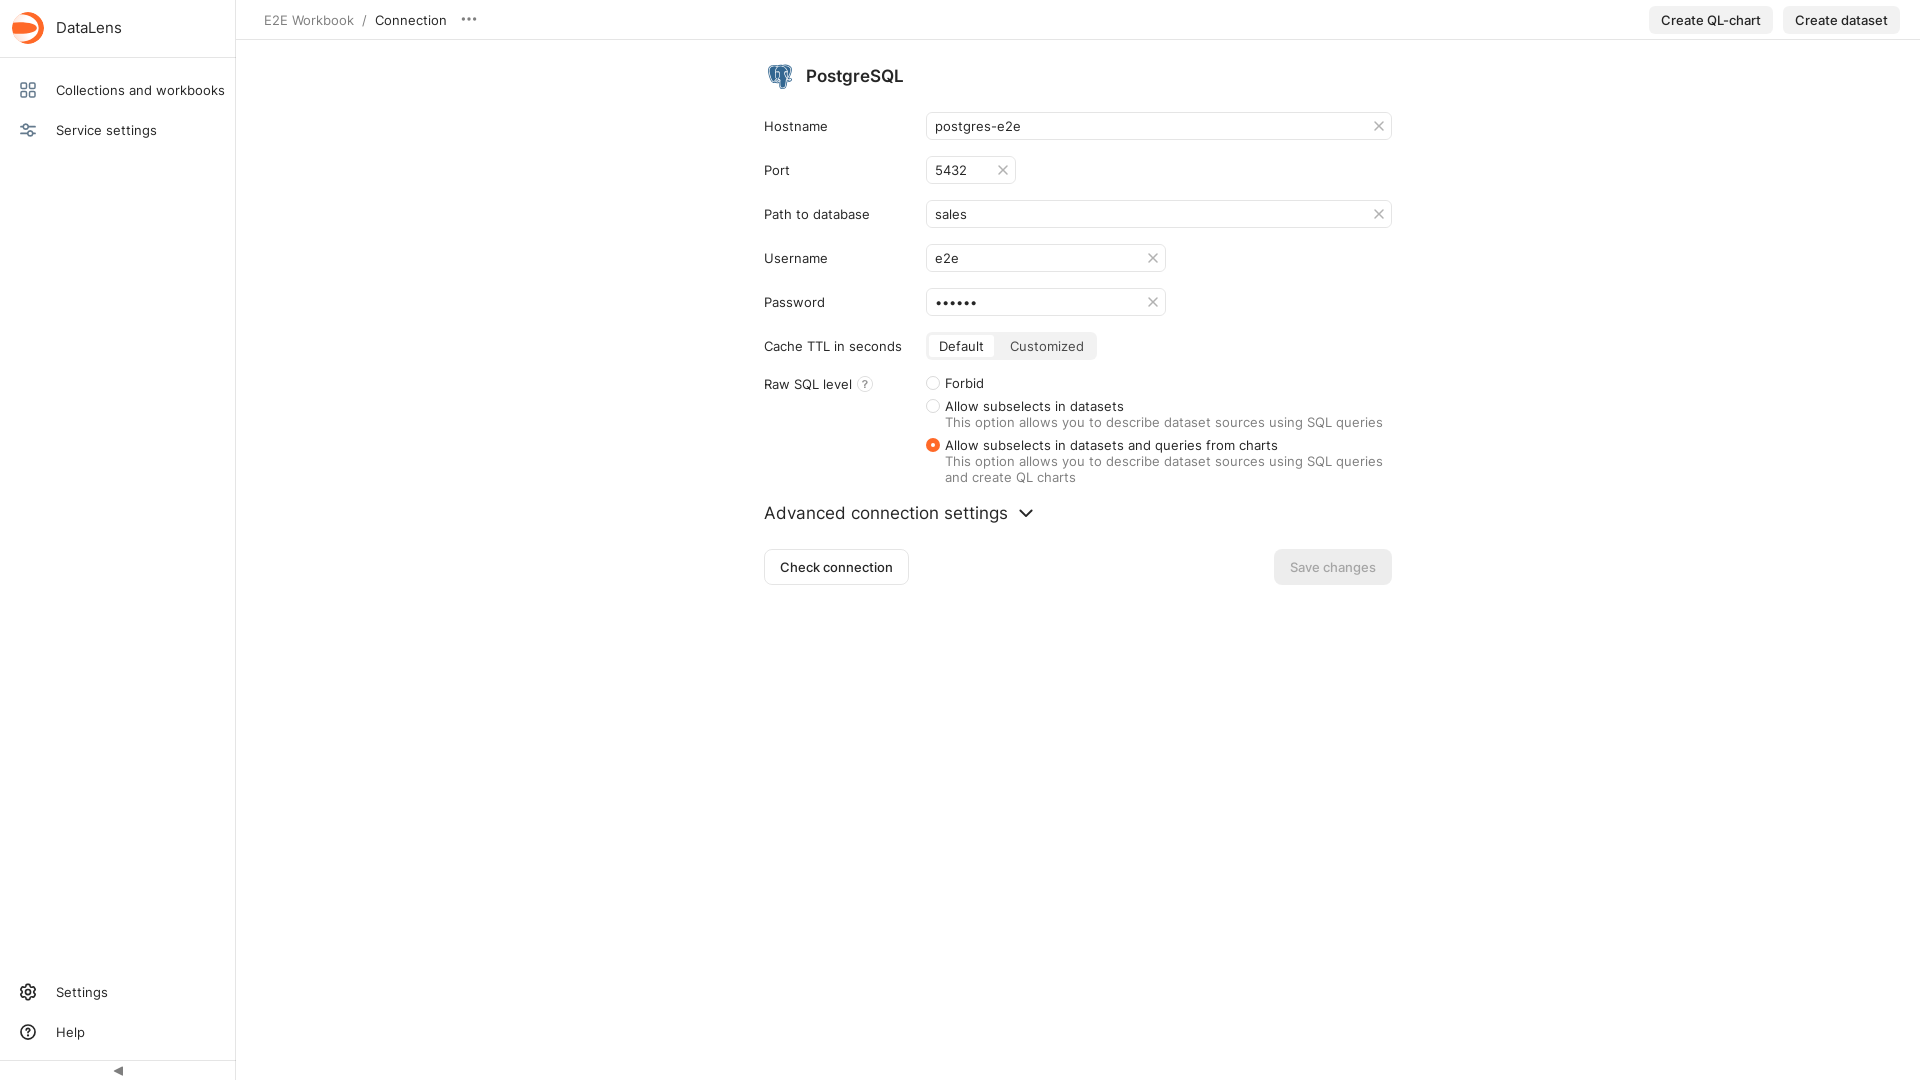 DataLens
E2E Workbook / Connection
Create QL-chart
Create dataset
Collections and workbooks
Service settings
PostgreSQL
Hostname
postgres-e2e
Port
5432
Path to database
sales
Username
e2e
Password
••••••
Cache TTL in seconds
Default
Customized
Raw SQL level ?
Forbid
Allow subselects in datasets
This option allows you to describe dataset sources using SQL queries
Allow subselects in datasets and queries from charts
This option allows you to describe dataset sources using SQL queries
and create QL charts
Advanced connection settings
Check connection
Save changes
Settings
Help